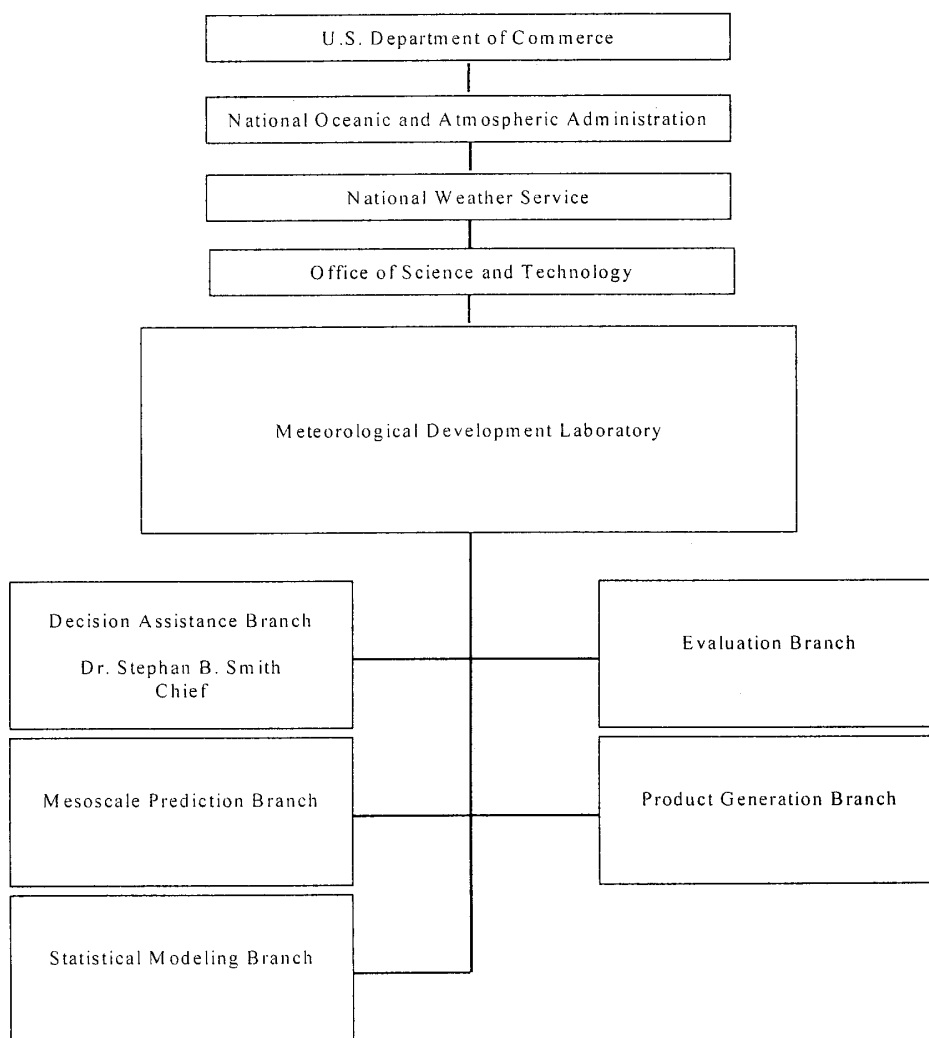 U.S. Department of Commerce
National Oceanic and Atmospheric Administration
National Weather Service
Office of Science and Technology
Meteorological Development Laboratory
Decision Assistance Branch
Dr. Stephan B. Smith
Chief
Evaluation Branch
Mesoscale Prediction Branch
Product Generation Branch
Statistical Modeling Branch